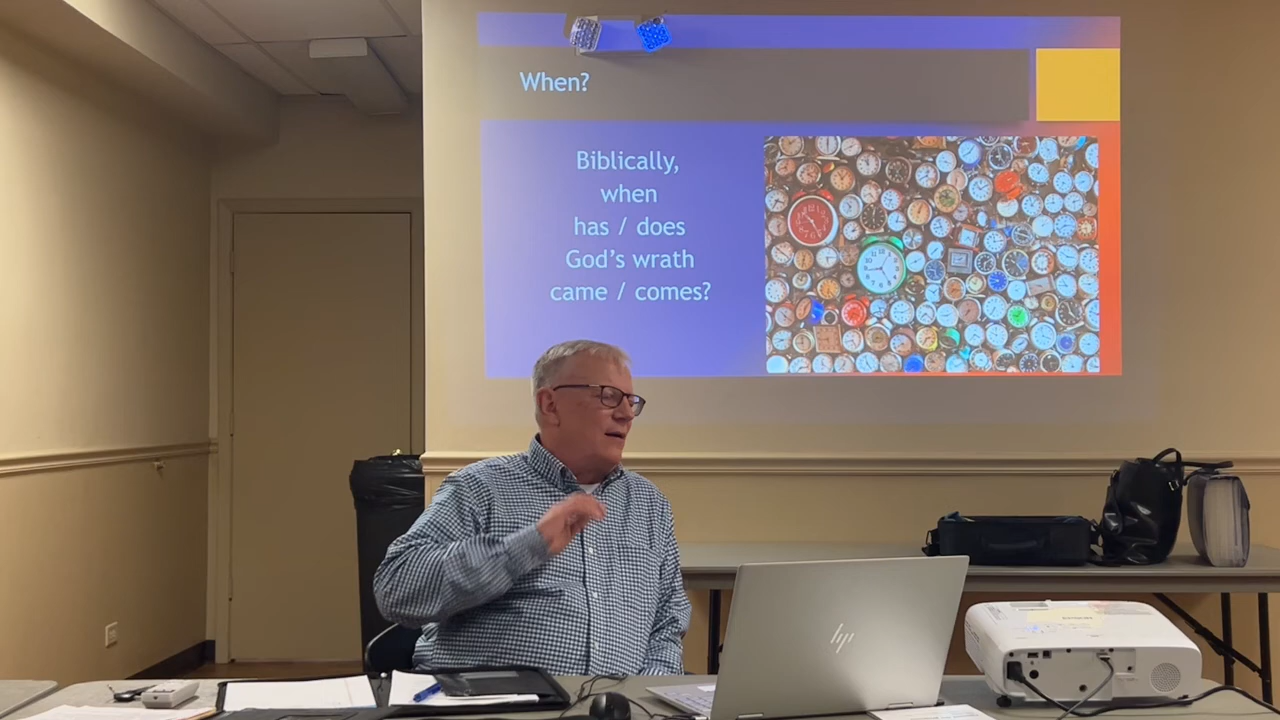 When?
Biblically,
when
has / does
God's wrath
came / comes?
hp